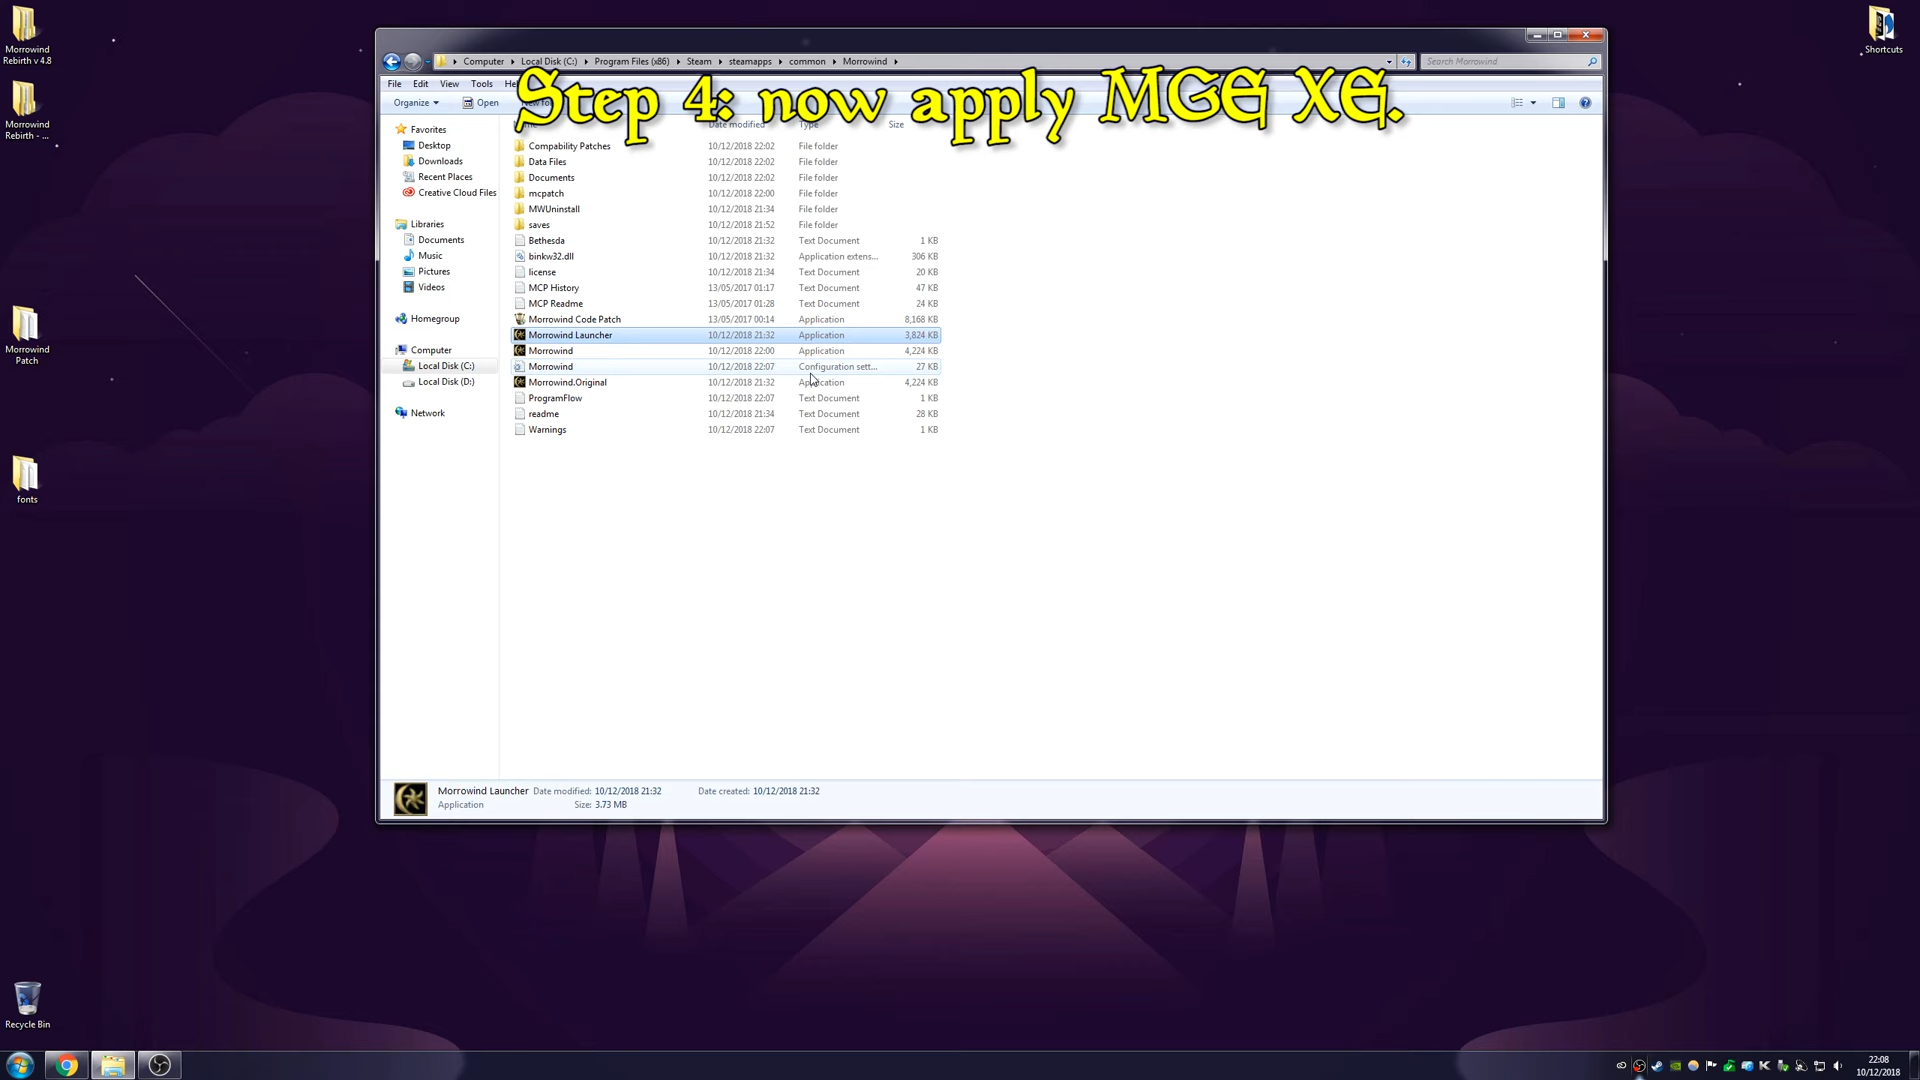 Morrowind
Rebirth v 4.8
Morrowind
Rebirth - ...
Morrowind
Patch
fonts
Recycle Bin
Shortcuts
Computer Local Disk (C:) Program Files (x86) Steam steamapps common Morrowind
Search Morrowind
File Edit View Tools
Organize Open
Step 4: now apply MGE XE.
Date modified Type Size
Favorites
Desktop
Downloads
Recent Places
Creative Cloud Files
Libraries
Documents
Music
Pictures
Videos
Homegroup
Computer
Local Disk (C:)
Local Disk (D:)
Network
Compability Patches 10/12/2018 22:02 File folder
Data Files 10/12/2018 22:02 File folder
Documents 10/12/2018 22:02 File folder
mcpatch 10/12/2018 22:00 File folder
MWUninstall 10/12/2018 21:34 File folder
saves 10/12/2018 21:52 File folder
Bethesda 10/12/2018 21:32 Text Document 1 KB
binkw32.dll 10/12/2018 21:32 Application extens... 306 KB
license 10/12/2018 21:34 Text Document 20 KB
MCP History 13/05/2017 01:17 Text Document 47 KB
MCP Readme 13/05/2017 01:28 Text Document 24 KB
Morrowind Code Patch 13/05/2017 00:14 Application 8,168 KB
Morrowind Launcher 10/12/2018 21:32 Application 3,824 KB
Morrowind 10/12/2018 22:00 Application 4,224 KB
Morrowind 10/12/2018 22:07 Configuration sett... 27 KB
Morrowind.Original 10/12/2018 21:32 Application 4,224 KB
ProgramFlow 10/12/2018 22:07 Text Document 1 KB
readme 10/12/2018 21:34 Text Document 28 KB
Warnings 10/12/2018 22:07 Text Document 1 KB
Morrowind Launcher Date modified: 10/12/2018 21:32 Date created: 10/12/2018 21:32
Application Size: 3.73 MB
22:08
10/12/2018